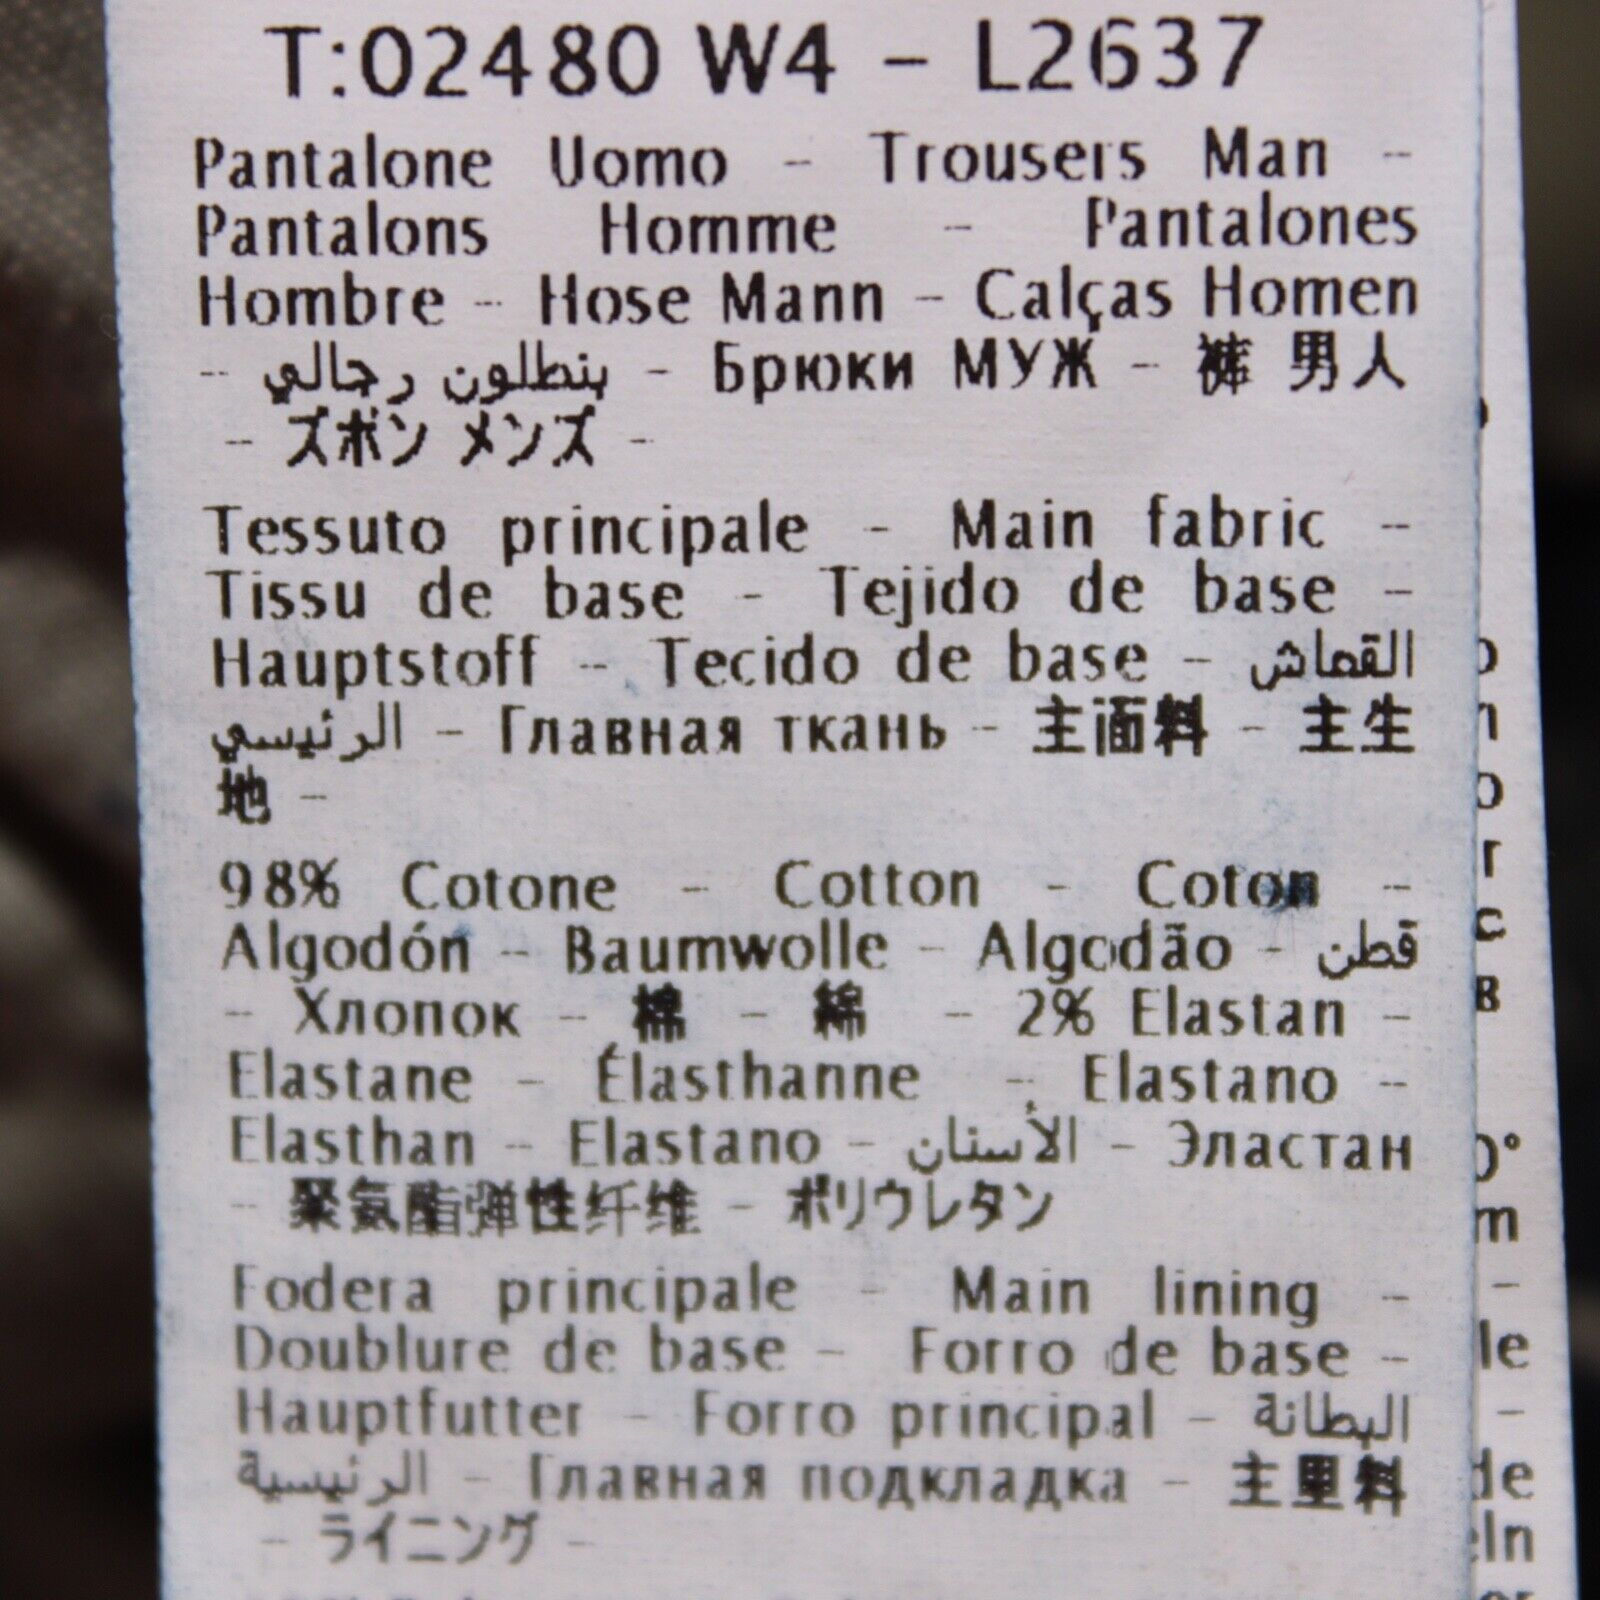 T:02480 W4 - L2637
Pantalone Uomo - Trousers Man -
Pantalons Homme - Pantalones
Hombre - Hose Mann - Calças Homen
- بنطلون رجالي - Брюки МУЖ - 裤 男人
- ズボン メンズ -
Tessuto principale - Main fabric -
Tissu de base - Tejido de base -
Hauptstoff - Tecido de base - القماش
الرئيسي - Главная ткань - 主面料 - 主生
地 -
98% Cotone - Cotton - Coton -
Algodón - Baumwolle - Algodão - قطن
- Хлопок - 棉 - 綿 - 2% Elastan -
Elastane - Élasthanne - Elastano -
Elasthan - Elastano - الأستان - Эластан
- 聚氨酯弹性纤维 - ポリウレタン
Fodera principale - Main lining -
Doublure de base - Forro de base -
Hauptfutter - Forro principal - البطانة
الرئيسية - Главная подкладка - 主里料
- ライニング -